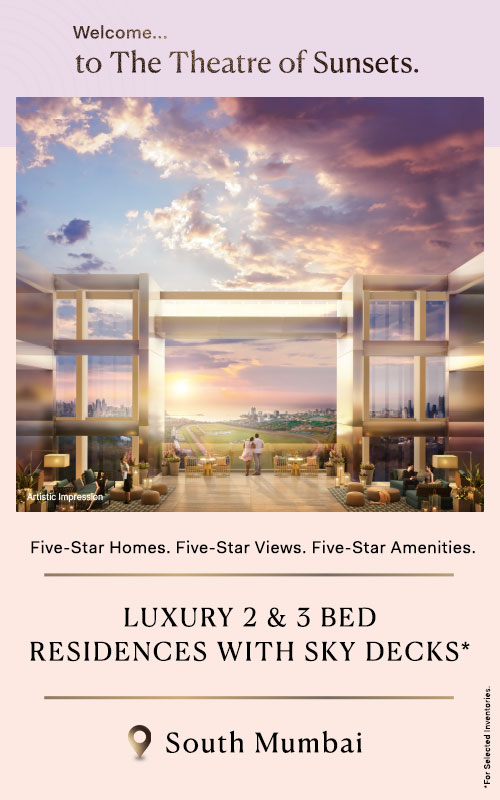 Welcome...
to The Theatre of Sunsets.
Artistic Impression
Five-Star Homes. Five-Star Views. Five-Star Amenities.
LUXURY 2 & 3 BED
RESIDENCES WITH SKY DECKS*
South Mumbai
*For Selected Inventories.